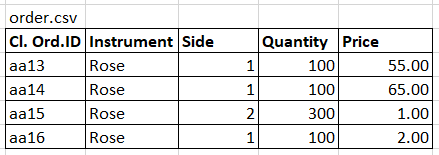 order.csv
Cl. Ord.ID Instrument Side Quantity Price
aa13 Rose 1 100 55.00
aa14 Rose 1 100 65.00
aa15 Rose 2 300 1.00
aa16 Rose 1 100 2.00